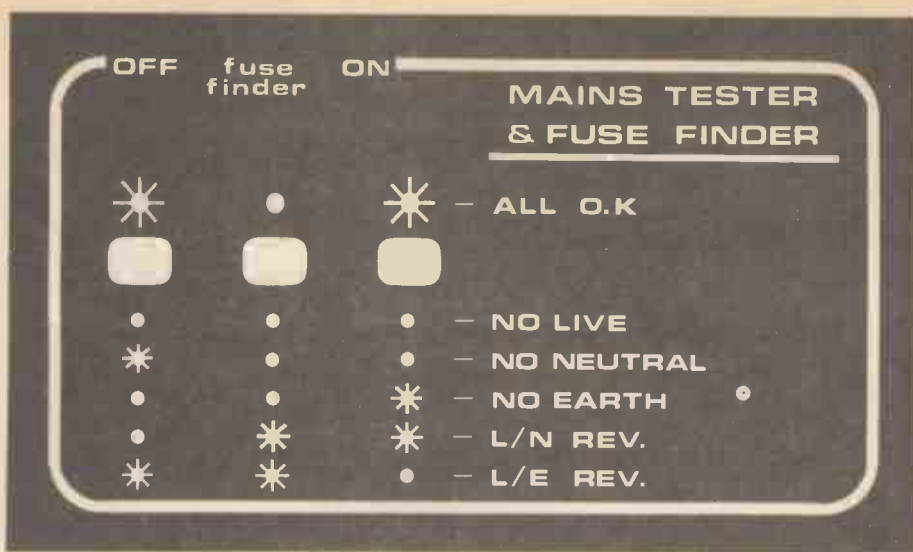 OFF fuse finder ON
MAINS TESTER
& FUSE FINDER
ALL O.K
NO LIVE
NO NEUTRAL
NO EARTH
L/N REV.
L/E REV.